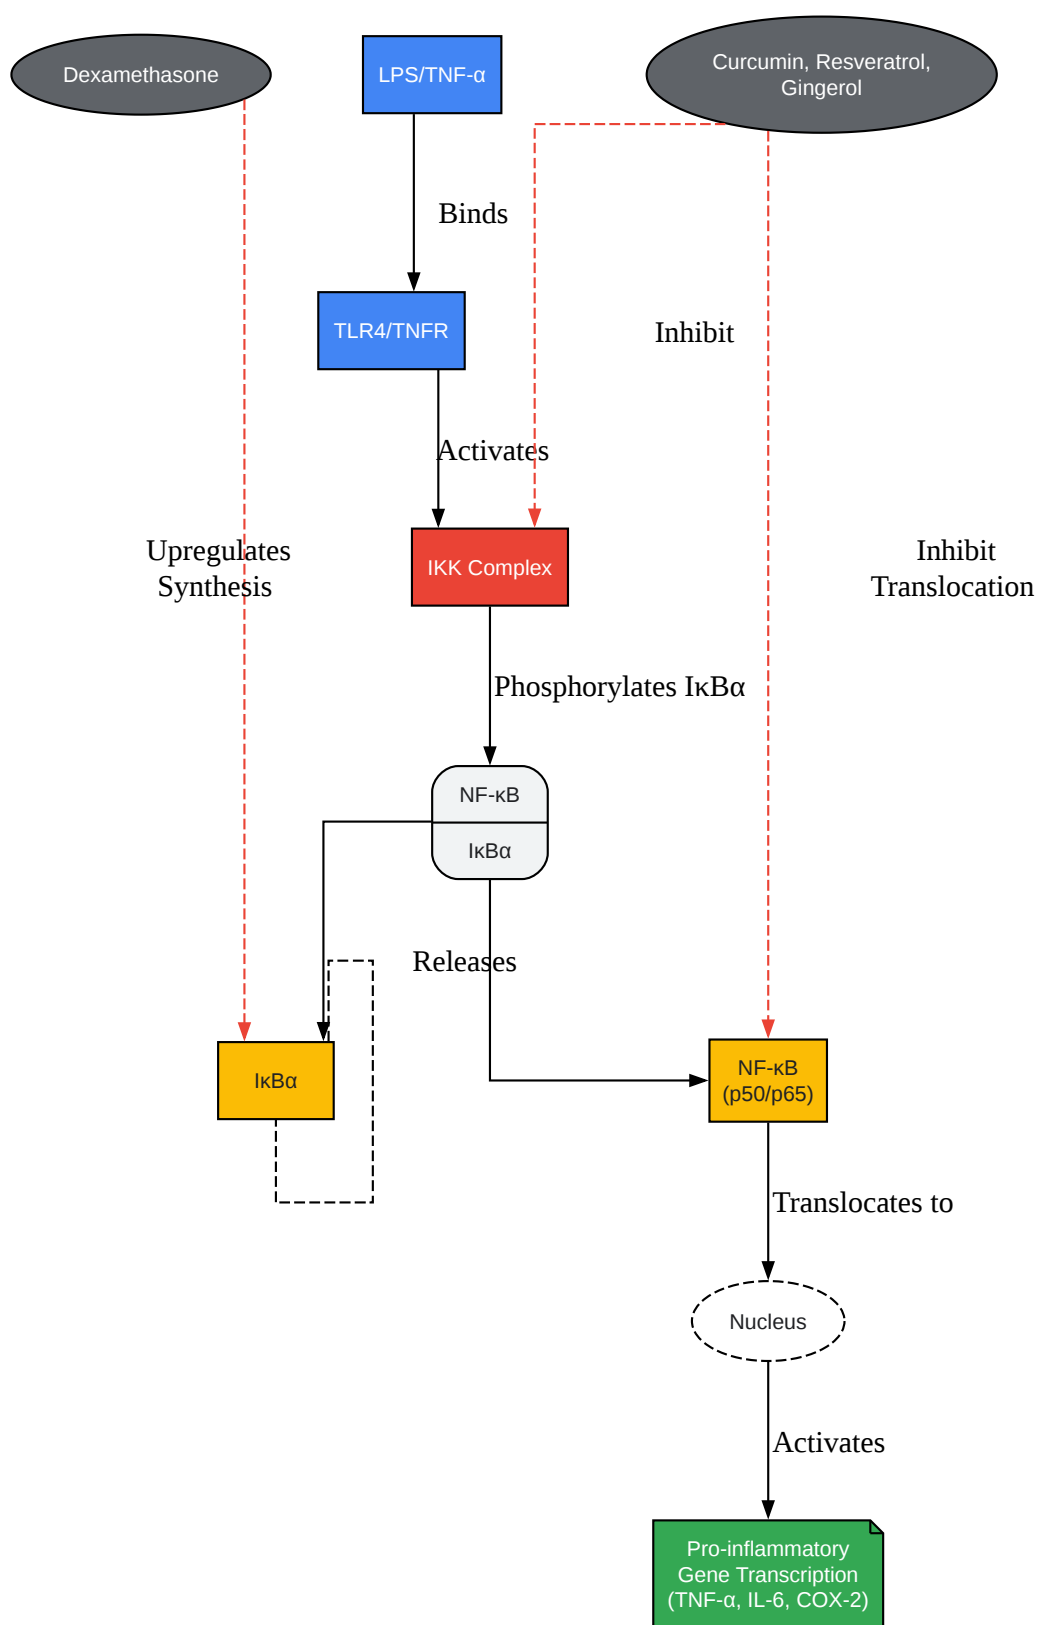 Dexamethasone
LPS/TNF-α
Curcumin, Resveratrol,
Gingerol
Binds
TLR4/TNFR
Inhibit
Activates
Upregulates
Synthesis
IKK Complex
Inhibit
Translocation
Phosphorylates IκBα
NF-κB
IκBα
Releases
IκBα
NF-κB
(p50/p65)
Translocates to
Nucleus
Activates
Pro-inflammatory
Gene Transcription
(TNF-α, IL-6, COX-2)